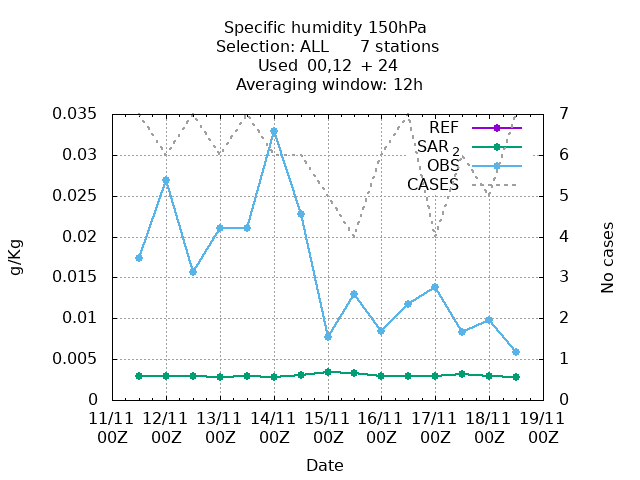 Specific humidity 150hPa
Selection: ALL 7 stations
Used 00,12 + 24
Averaging window: 12h
0.035
0.03
0.025
0.02
0.015
0.01
0.005
0
g/Kg
7
6
5
4
3
2
1
0
No cases
REF
SAR 2
OBS
CASES
11/11 12/11 13/11 14/11 15/11 16/11 17/11 18/11 19/11
00Z 00Z 00Z 00Z 00Z 00Z 00Z 00Z 00Z
Date